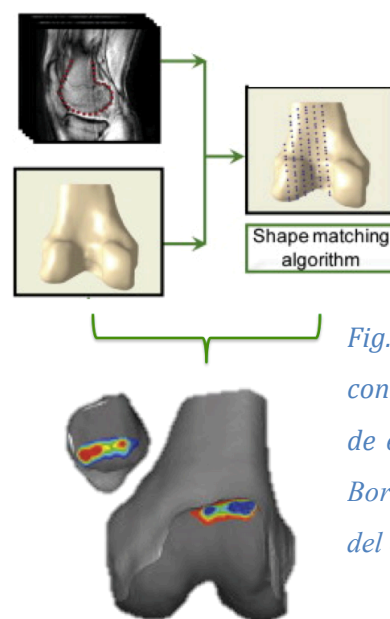 Shape matching
algorithm
Fig.
con
de
Bor
del